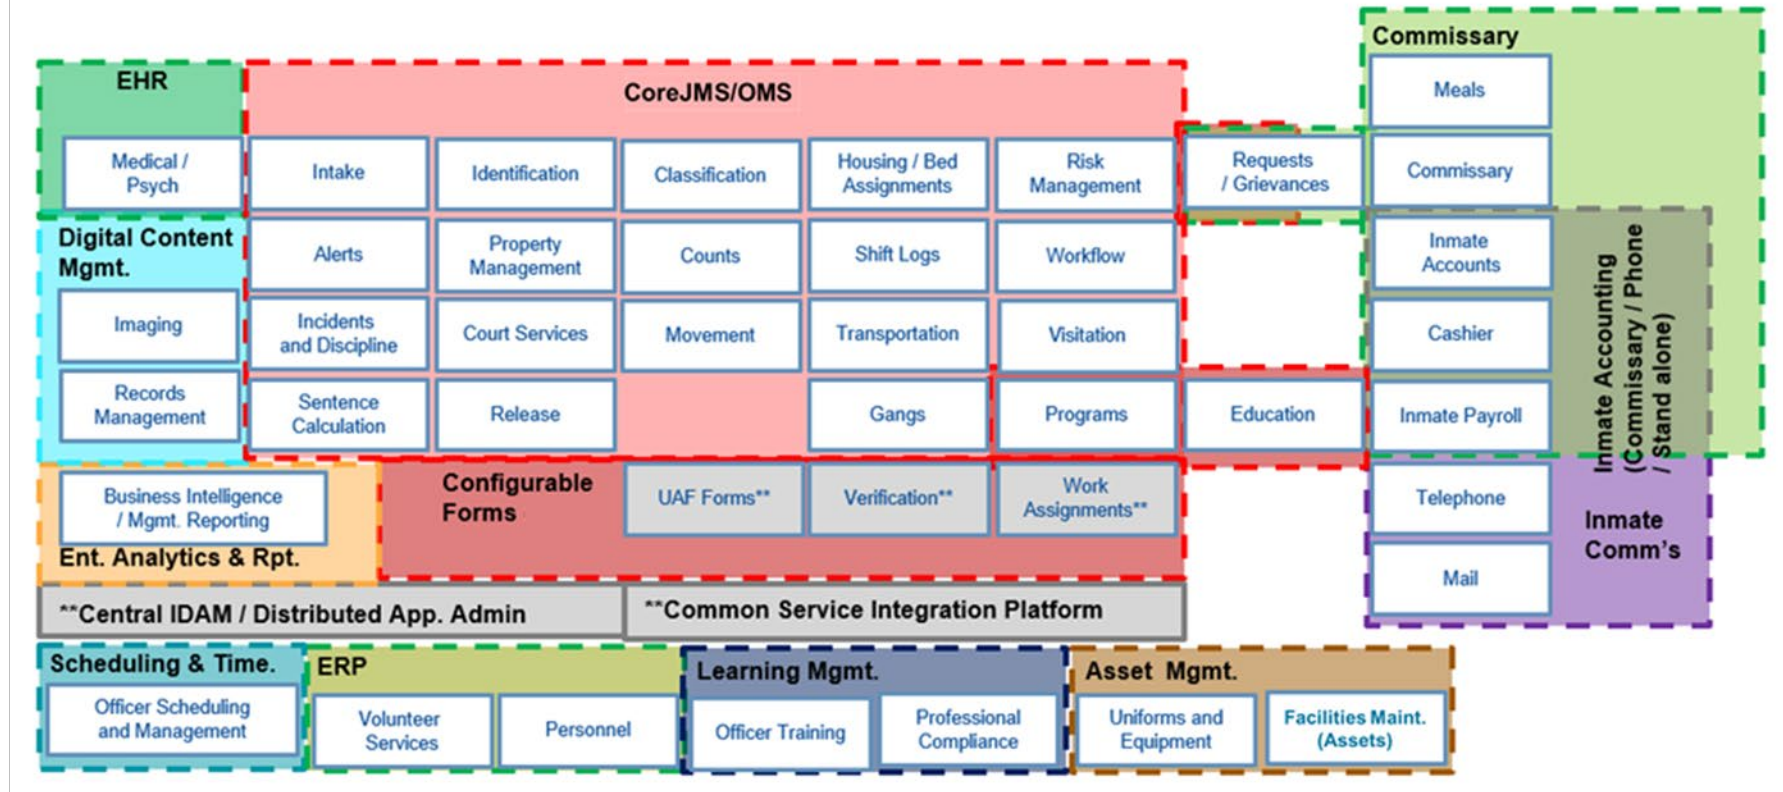 Commissary
Meals
EHR
CoreJMS/OMS
Medical /
Psych
Intake
Identification
Classification
Housing / Bed
Assignments
Risk
Management
Requests
/ Grievances
Commissary
Digital Content
Mgmt.
Alerts
Property
Management
Counts
Shift Logs
Workflow
Inmate
Accounts
Inmate Accounting
(Commissary / Phone
/ Stand alone)
Imaging
Incidents
and Discipline
Court Services
Movement
Transportation
Visitation
Cashier
Records
Management
Sentence
Calculation
Release
Gangs
Programs
Education
Inmate Payroll
Business Intelligence
/ Mgmt. Reporting
Ent. Analytics & Rpt.
Configurable
Forms
UAF Forms**
Verification**
Work
Assignments**
Telephone
Inmate
Comm's
Mail
**Central IDAM / Distributed App. Admin
**Common Service Integration Platform
Scheduling & Time.
Officer Scheduling
and Management
ERP
Volunteer
Services
Personnel
Learning Mgmt.
Officer Training
Professional
Compliance
Asset Mgmt.
Uniforms and
Equipment
Facilities Maint.
(Assets)